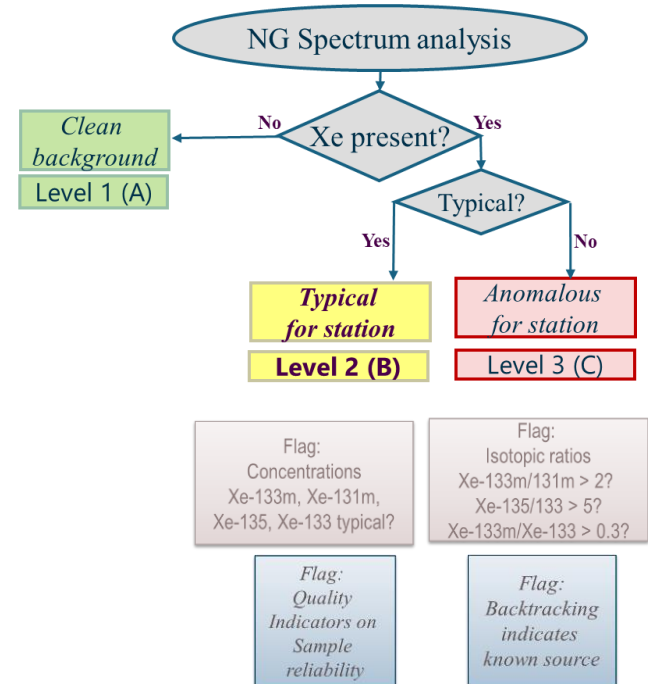 NG Spectrum analysis
No
Xe present?
Yes
Clean
background
Level 1 (A)
Typical?
Yes
No
Typical
for station
Level 2 (B)
Anomalous
for station
Level 3 (C)
Flag:
Concentrations
Xe-133m, Xe-131m,
Xe-135, Xe-133 typical?
Flag:
Isotopic ratios
Xe-133m/131m > 2?
Xe-135/133 > 5?
Xe-133m/Xe-133 > 0.3?
Flag:
Quality
Indicators on
Sample
reliability
Flag:
Backtracking
indicates
known source